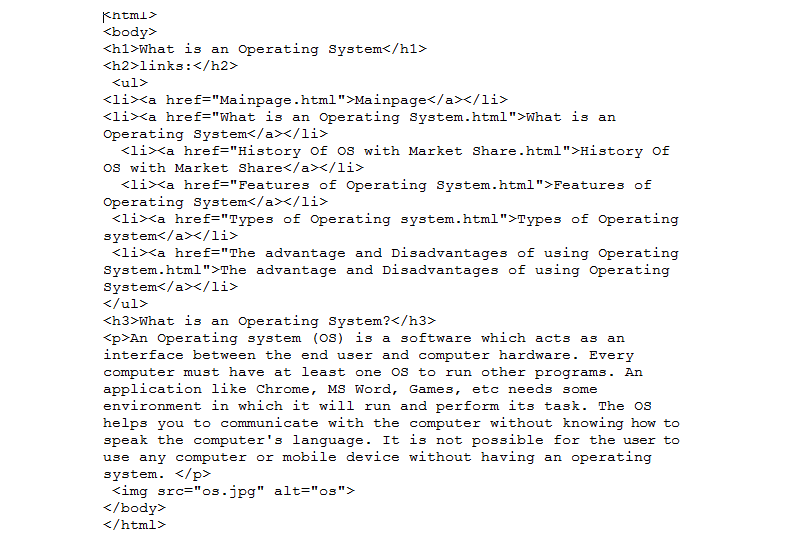 <html>
<body>
<h1>What is an Operating System</h1>
<h2>links:</h2>
<ul>
<li><a href="Mainpage.html">Mainpage</a></li>
<li><a href="What is an Operating System.html">What is an
Operating System</a></li>
<li><a href="History Of OS with Market Share.html">History Of
OS with Market Share</a></li>
<li><a href="Features of Operating System.html">Features of
Operating System</a></li>
<li><a href="Types of Operating system.html">Types of Operating
system</a></li>
<li><a href="The advantage and Disadvantages of using Operating
System.html">The advantage and Disadvantages of using Operating
System</a></li>
</ul>
<h3>What is an Operating System?</h3>
<p>An Operating system (OS) is a software which acts as an
interface between the end user and computer hardware. Every
computer must have at least one OS to run other programs. An
application like Chrome, MS Word, Games, etc needs some
environment in which it will run and perform its task. The OS
helps you to communicate with the computer without knowing how to
speak the computer's language. It is not possible for the user to
use any computer or mobile device without having an operating
system. </p>
<img src="os.jpg" alt="os">
</body>
</html>